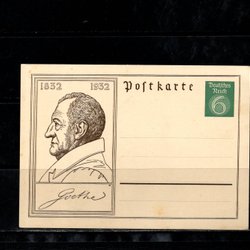 1832 1932
Postkarte
Deutsches
Reich
6
Goethe